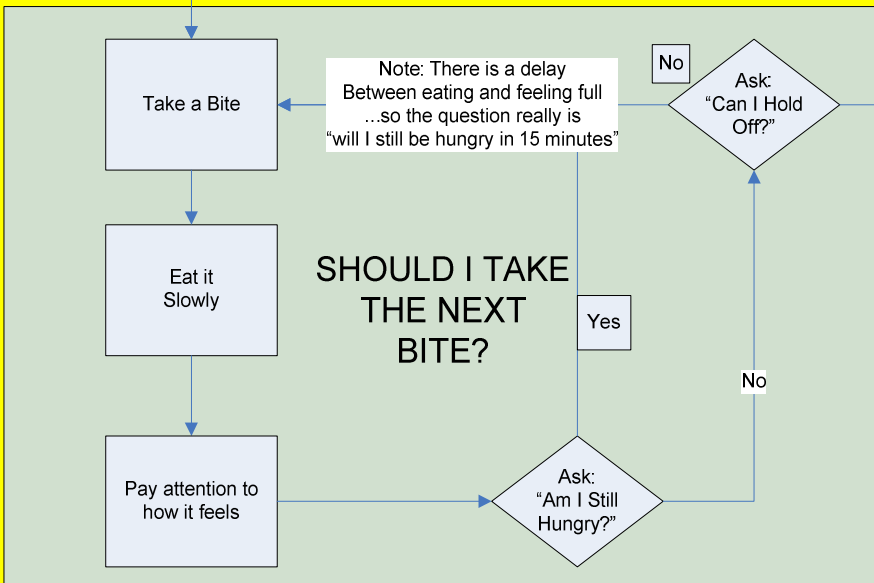 Take a Bite
Note: There is a delay
Between eating and feeling full
...so the question really is
“will I still be hungry in 15 minutes”
No
Ask:
“Can I Hold
Off?”
Eat it
Slowly
SHOULD I TAKE
THE NEXT
BITE?
Yes
No
Pay attention to
how it feels
Ask:
“Am I Still
Hungry?”